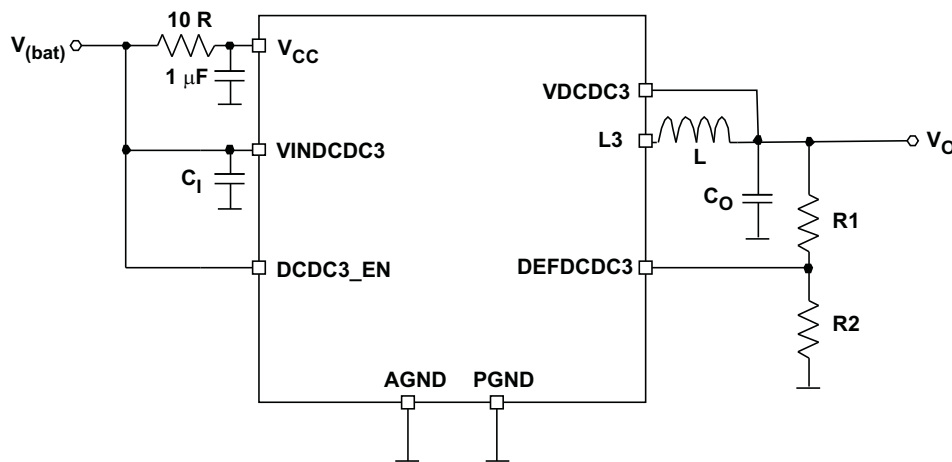 10 R
V(bat)
VCC
1 μF
VDCDC3
L3
L
VO
VINDCDC3
CI
CO
R1
DCDC3_EN
DEFDCDC3
R2
AGND
PGND